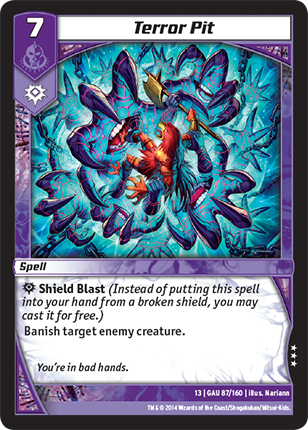 7
Terror Pit
Spell
Shield Blast (Instead of putting this spell
into your hand from a broken shield, you may
cast it for free.)
Banish target enemy creature.
You're in bad hands.
13 | GAU 87/160 | Illus. Nariann
TM & © 2014 Wizards of the Coast/Shogakukan/Mitsui-Kids.